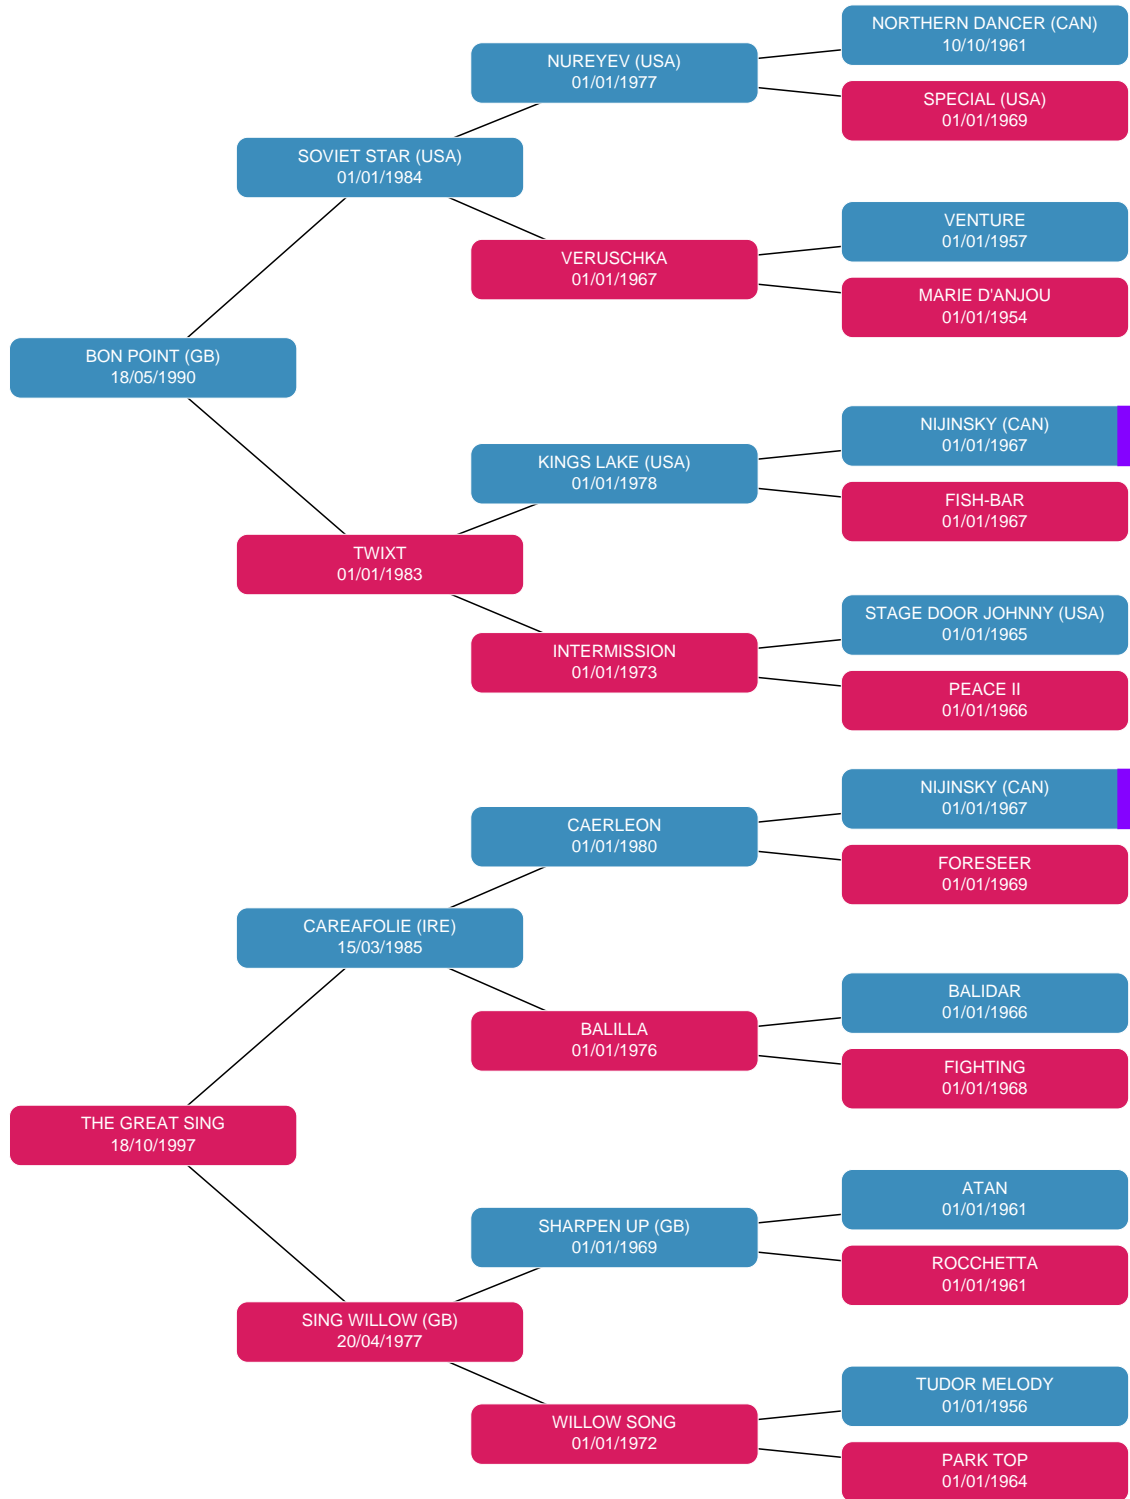 NORTHERN DANCER (CAN)
10/10/1961
NUREYEV (USA)
01/01/1977
SPECIAL (USA)
01/01/1969
SOVIET STAR (USA)
01/01/1984
VENTURE
01/01/1957
VERUSCHKA
01/01/1967
MARIE D'ANJOU
01/01/1954
BON POINT (GB)
18/05/1990
NIJINSKY (CAN)
01/01/1967
KINGS LAKE (USA)
01/01/1978
FISH-BAR
01/01/1967
TWIXT
01/01/1983
STAGE DOOR JOHNNY (USA)
01/01/1965
INTERMISSION
01/01/1973
PEACE II
01/01/1966
NIJINSKY (CAN)
01/01/1967
CAERLEON
01/01/1980
FORESEER
01/01/1969
CAREAFOLIE (IRE)
15/03/1985
BALIDAR
01/01/1966
BALILLA
01/01/1976
FIGHTING
01/01/1968
THE GREAT SING
18/10/1997
ATAN
01/01/1961
SHARPEN UP (GB)
01/01/1969
ROCCHETTA
01/01/1961
SING WILLOW (GB)
20/04/1977
TUDOR MELODY
01/01/1956
WILLOW SONG
01/01/1972
PARK TOP
01/01/1964